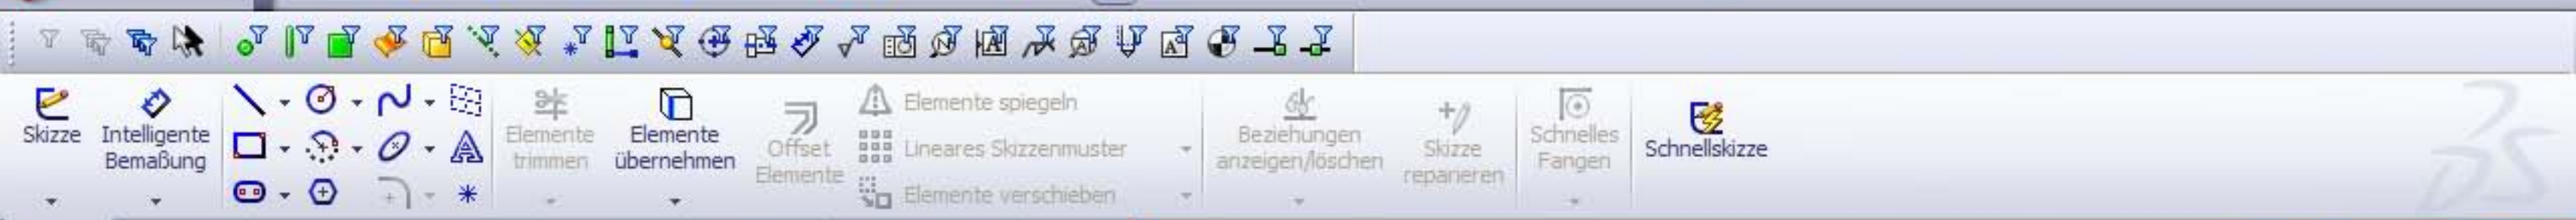 Skizze
Intelligente
Bemaßung
Elemente
trimmen
Elemente
übernehmen
Offset
Elemente
Elemente spiegeln
Lineares Skizzenmuster
Elemente verschieben
Beziehungen
anzeigen/löschen
Skizze
reparieren
Schnelles
Fangen
Schnellskizze